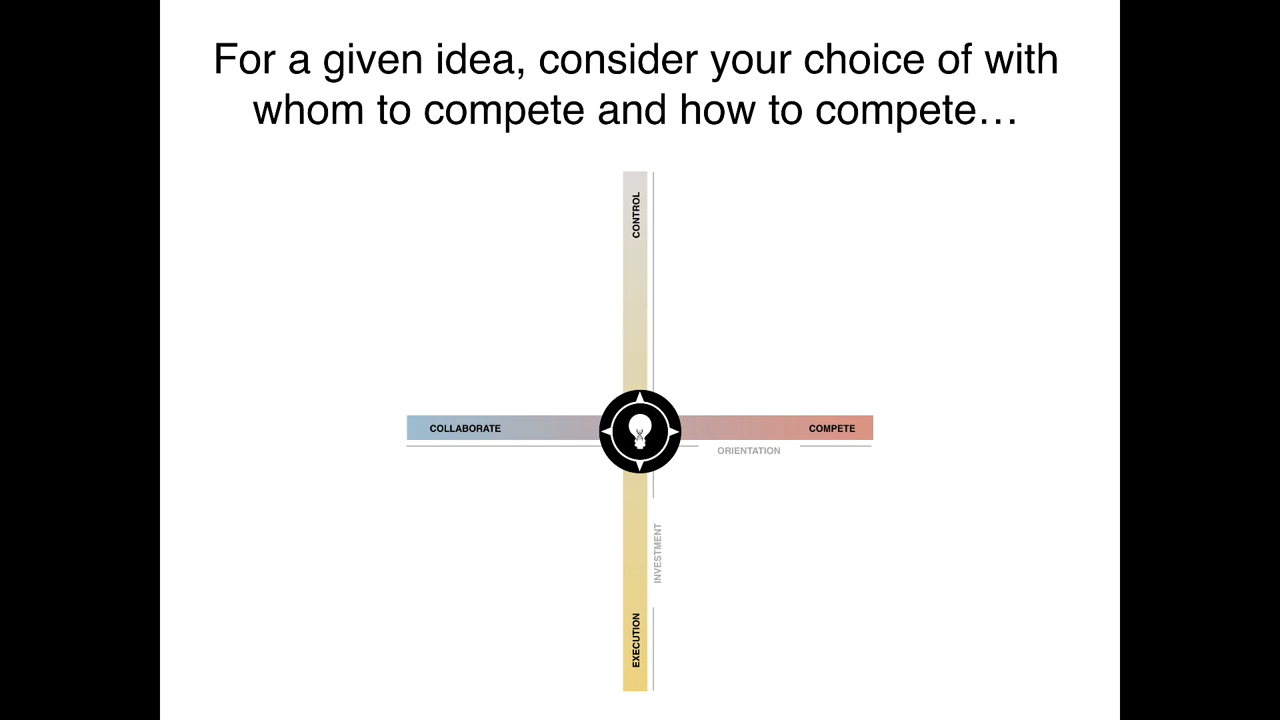 For a given idea, consider your choice of with
whom to compete and how to compete…
CONTROL
COLLABORATE
COMPETE
ORIENTATION
INVESTMENT
EXECUTION